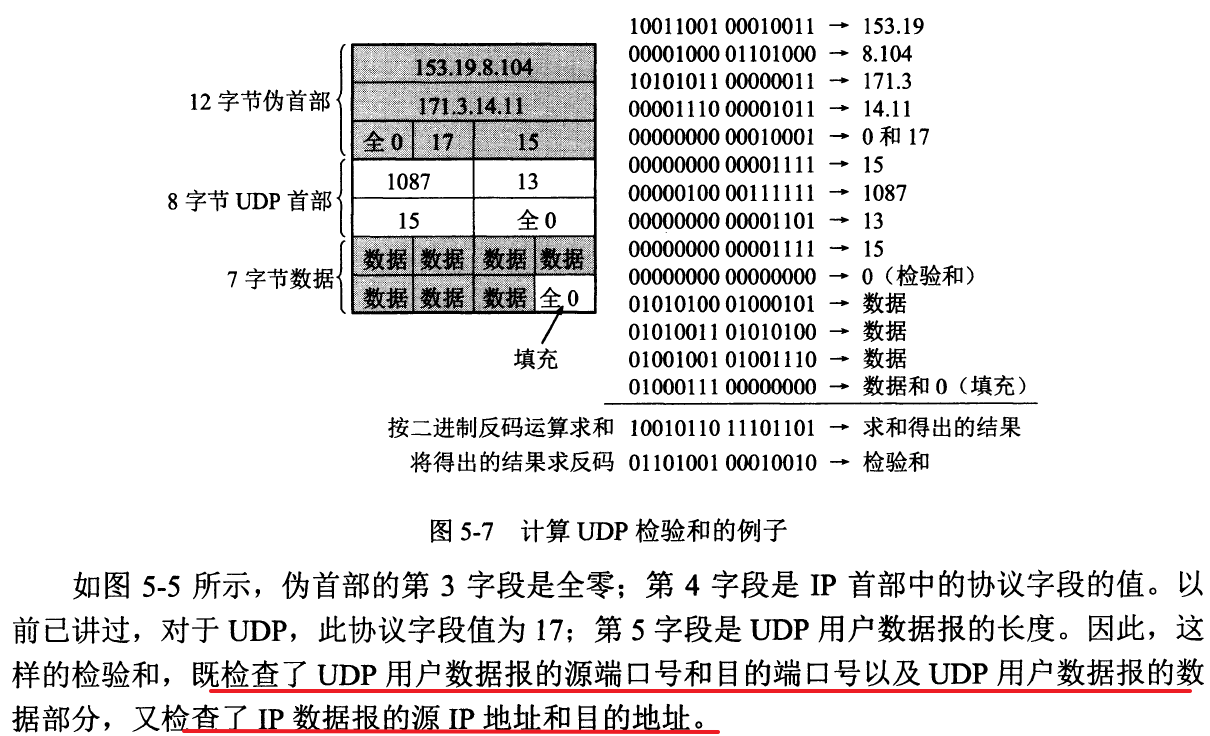 12 字节伪首部
153.19.8.104
171.3.14.11
全 0 17 15
8 字节 UDP 首部
1087 13
15 全 0
7 字节数据
数据 数据 数据 数据
数据 数据 数据 全 0
填充
10011001 00010011 → 153.19
00001000 01101000 → 8.104
10101011 00000011 → 171.3
00001110 00001011 → 14.11
00000000 00010001 → 0 和 17
00000000 00001111 → 15
00000100 00111111 → 1087
00000000 00001101 → 13
00000000 00001111 → 15
00000000 00000000 → 0（检验和）
01010100 01000101 → 数据
01010011 01010100 → 数据
01001001 01001110 → 数据
01000111 00000000 → 数据和 0（填充）
按二进制反码运算求和 10010110 11101101 → 求和得出的结果
将得出的结果求反码 01101001 00010010 → 检验和
图 5-7 计算 UDP 检验和的例子
如图 5-5 所示，伪首部的第 3 字段是全零；第 4 字段是 IP 首部中的协议字段的值。以
前已讲过，对于 UDP，此协议字段值为 17；第 5 字段是 UDP 用户数据报的长度。因此，这
样的检验和，既检查了 UDP 用户数据报的源端口号和目的端口号以及 UDP 用户数据报的数
据部分，又检查了 IP 数据报的源 IP 地址和目的地址。